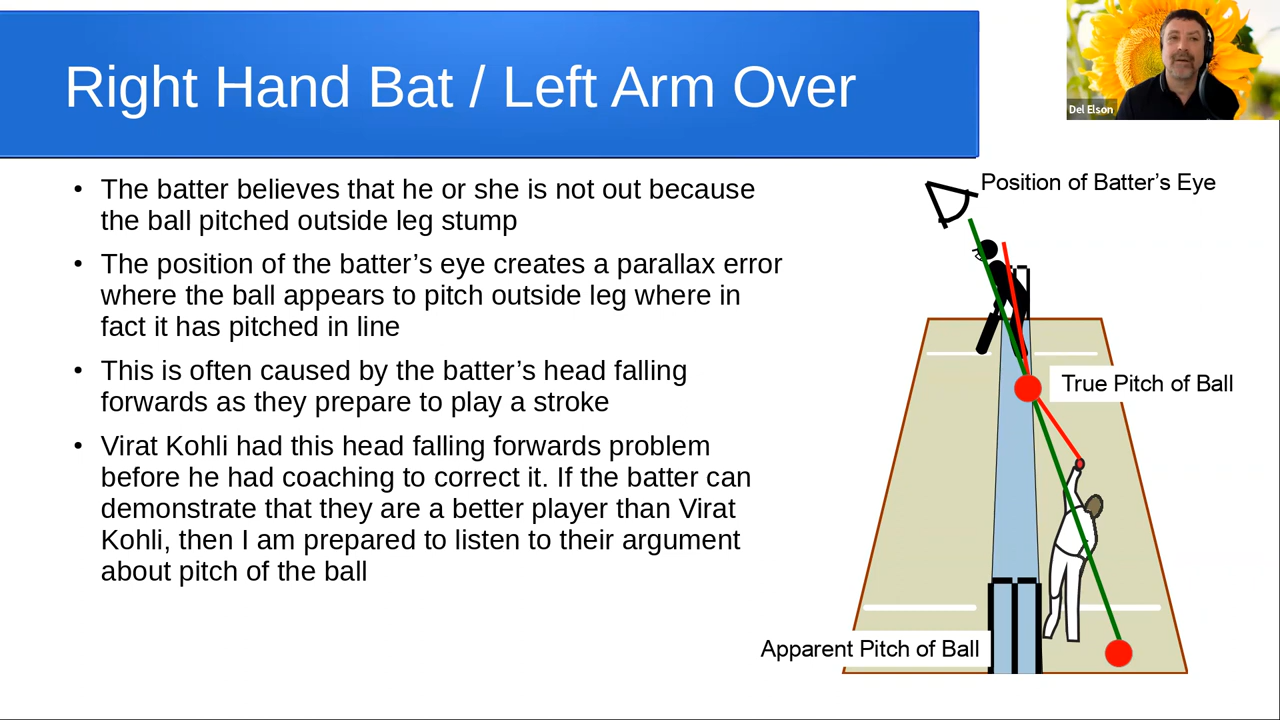 Right Hand Bat / Left Arm Over
Del Elson
• The batter believes that he or she is not out because
the ball pitched outside leg stump
• The position of the batter’s eye creates a parallax error
where the ball appears to pitch outside leg where in
fact it has pitched in line
• This is often caused by the batter’s head falling
forwards as they prepare to play a stroke
• Virat Kohli had this head falling forwards problem
before he had coaching to correct it. If the batter can
demonstrate that they are a better player than Virat
Kohli, then I am prepared to listen to their argument
about pitch of the ball
Position of Batter’s Eye
True Pitch of Ball
Apparent Pitch of Ball